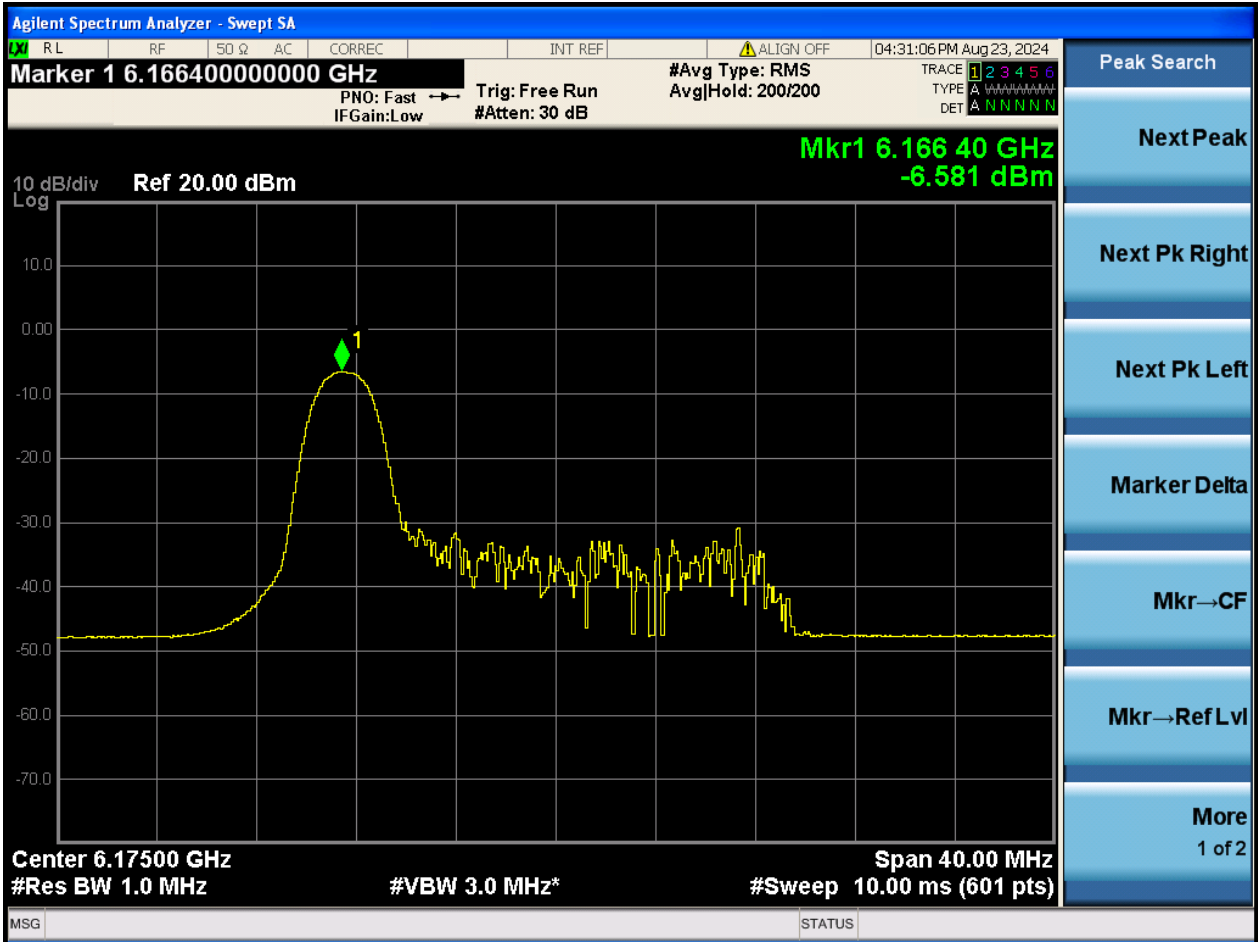 Agilent Spectrum Analyzer - Swept SA
LXI RL RF 50 Ω AC CORREC INT REF ALIGN OFF 04:31:06 PM Aug 23, 2024
Marker 1 6.166400000000 GHz
PNO: Fast
IFGain:Low
Trig: Free Run
#Atten: 30 dB
#Avg Type: RMS
Avg|Hold: 200/200
TRACE 1 2 3 4 5 6
TYPE A WWWWW
DET A N N N N N
Mkr1 6.166 40 GHz
-6.581 dBm
10 dB/div Ref 20.00 dBm
Log
10.0
0.00
-10.0
-20.0
-30.0
-40.0
-50.0
-60.0
-70.0
1
Center 6.17500 GHz Span 40.00 MHz
#Res BW 1.0 MHz #VBW 3.0 MHz* #Sweep 10.00 ms (601 pts)
Peak Search
Next Peak
Next Pk Right
Next Pk Left
Marker Delta
Mkr→CF
Mkr→Ref Lvl
More
1 of 2
MSG STATUS